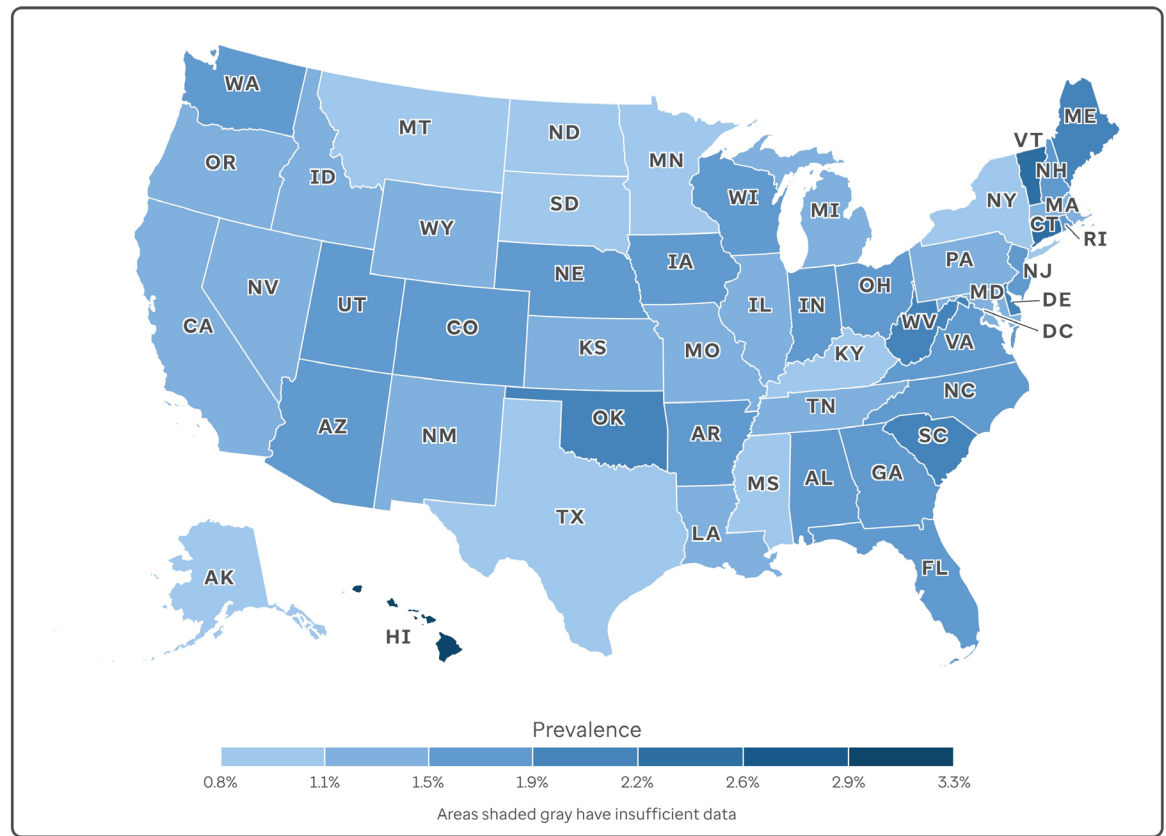 WA
MT
ND
MN
ME
VT
NH
OR
ID
WI
MI
NY
MA
SD
CT
RI
WY
IA
PA
NJ
NE
OH
MD
DE
NV
UT
IL
IN
WV
DC
CA
CO
KS
MO
KY
VA
NC
TN
AZ
NM
OK
AR
SC
GA
MS
AL
TX
LA
FL
AK
HI
Prevalence
0.8% 1.1% 1.5% 1.9% 2.2% 2.6% 2.9% 3.3%
Areas shaded gray have insufficient data